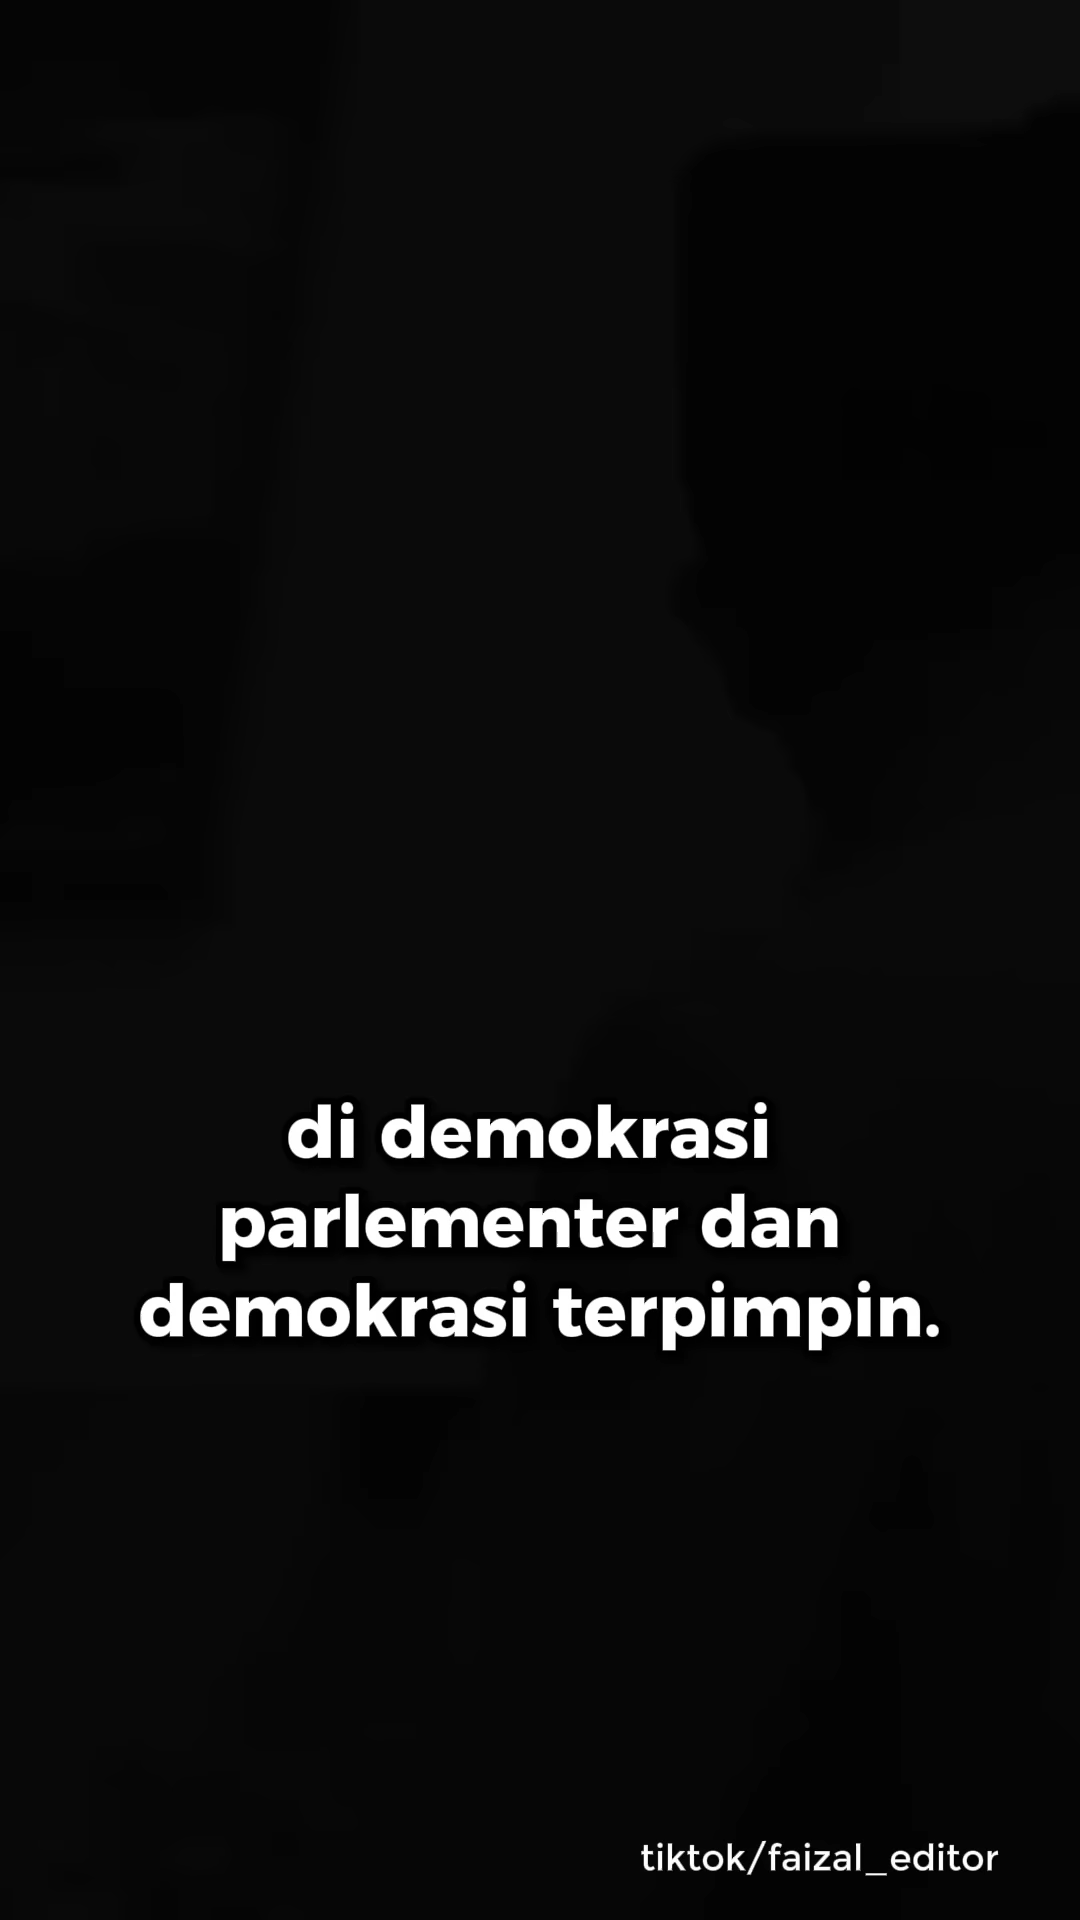 di demokrasi
parlementer dan
demokrasi terpimpin.
tiktok/faizal_editor